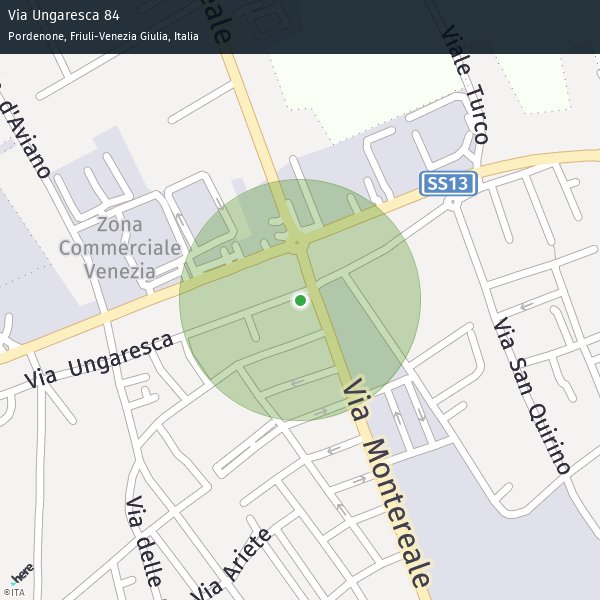 Via Ungaresca 84
Pordenone, Friuli-Venezia Giulia, Italia
reale
Viale Turco
d'Aviano
SS13
Zona
Commerciale
Venezia
Via Ungaresca
Via San Quirino
Via Montereale
Via delle
Via Ariete
here
©ITA